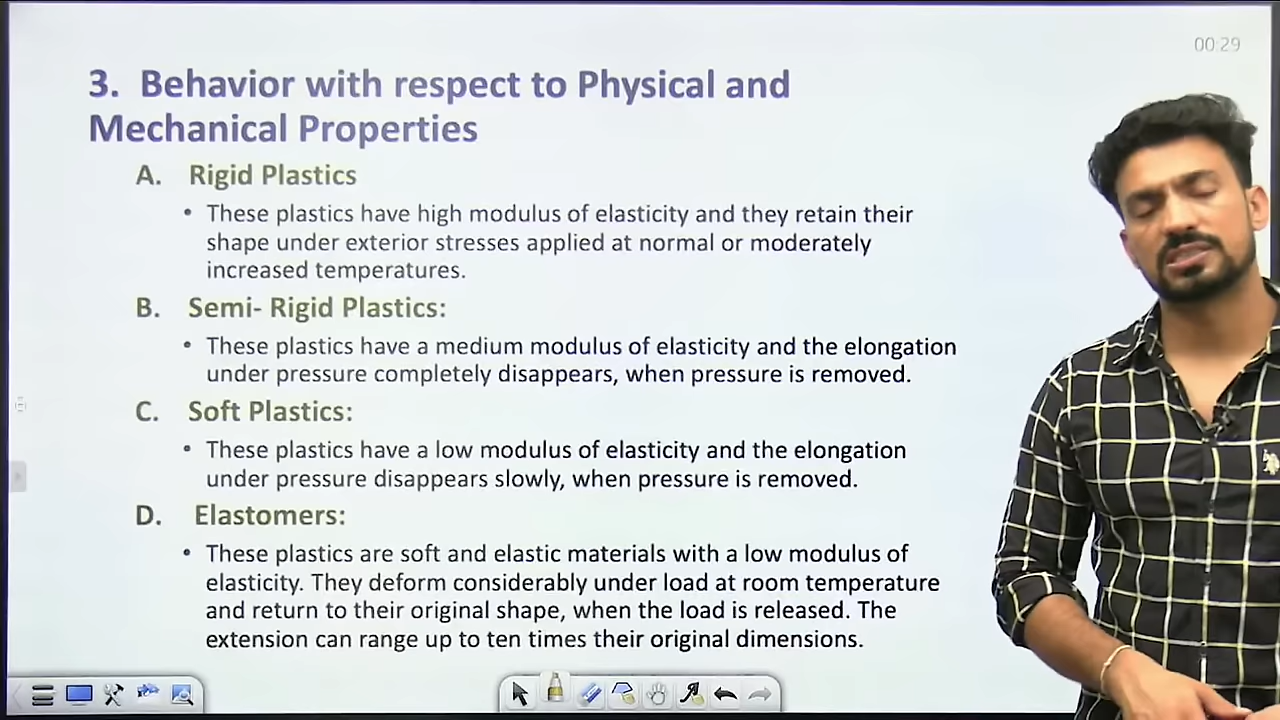 00:29
3. Behavior with respect to Physical and
Mechanical Properties
A. Rigid Plastics
• These plastics have high modulus of elasticity and they retain their
shape under exterior stresses applied at normal or moderately
increased temperatures.
B. Semi- Rigid Plastics:
• These plastics have a medium modulus of elasticity and the elongation
under pressure completely disappears, when pressure is removed.
C. Soft Plastics:
• These plastics have a low modulus of elasticity and the elongation
under pressure disappears slowly, when pressure is removed.
D. Elastomers:
• These plastics are soft and elastic materials with a low modulus of
elasticity. They deform considerably under load at room temperature
and return to their original shape, when the load is released. The
extension can range up to ten times their original dimensions.